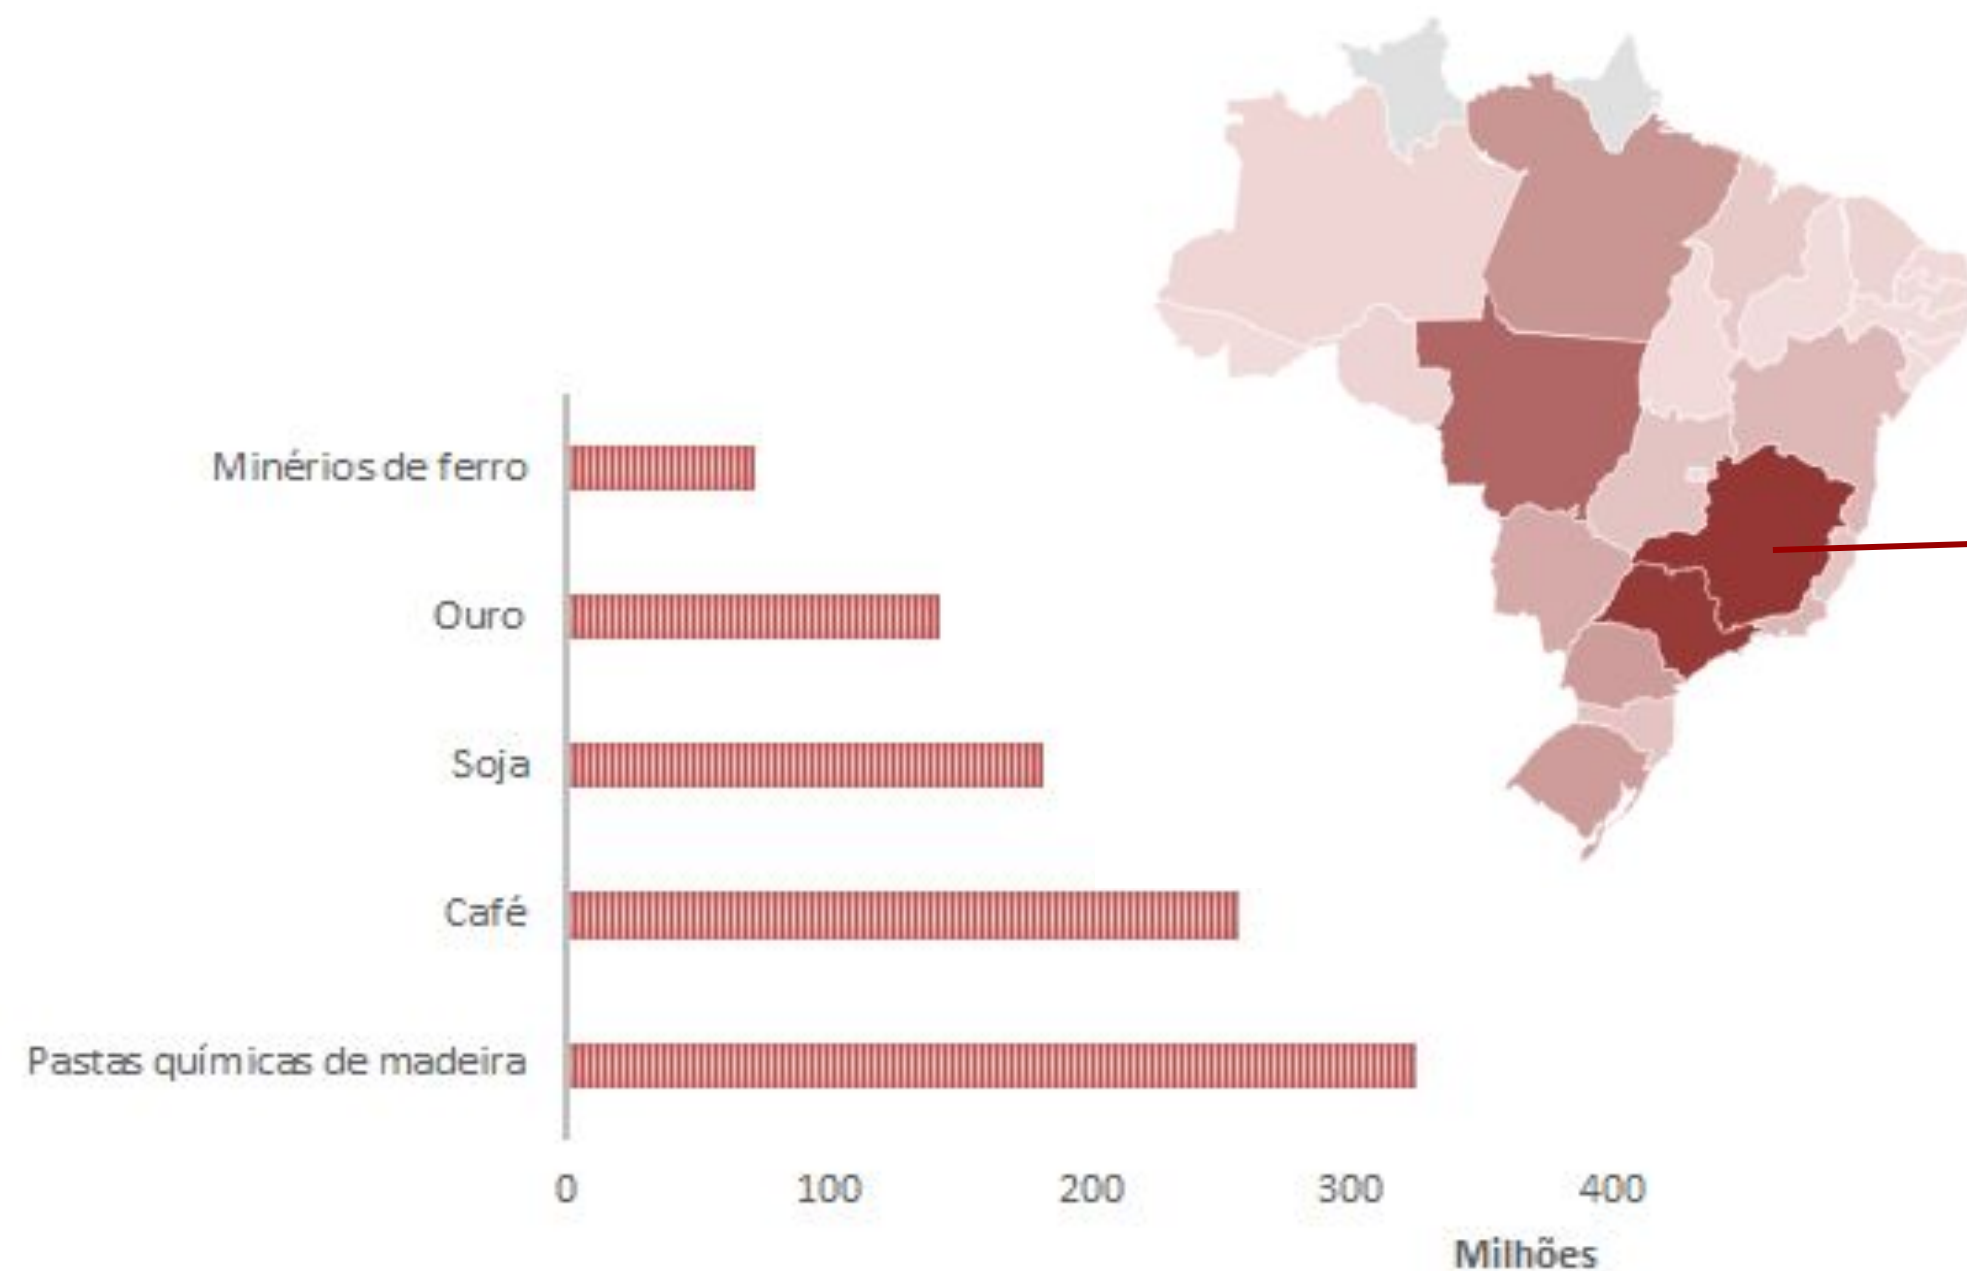 Minérios de ferro
Ouro
Soja
Café
Pastas químicas de madeira
0 100 200 300 400
Milhões